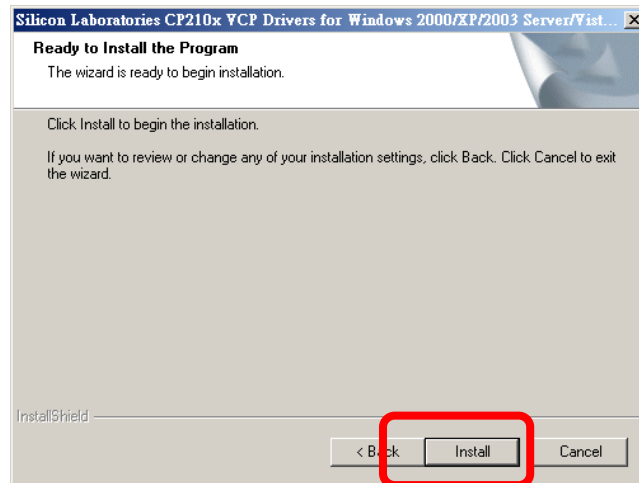 Silicon Laboratories CP210x VCP Drivers for Windows 2000/XP/2003 Server/Vist...
Ready to Install the Program
The wizard is ready to begin installation.
Click Install to begin the installation.
If you want to review or change any of your installation settings, click Back. Click Cancel to exit
the wizard.
InstallShield
< Back Install Cancel